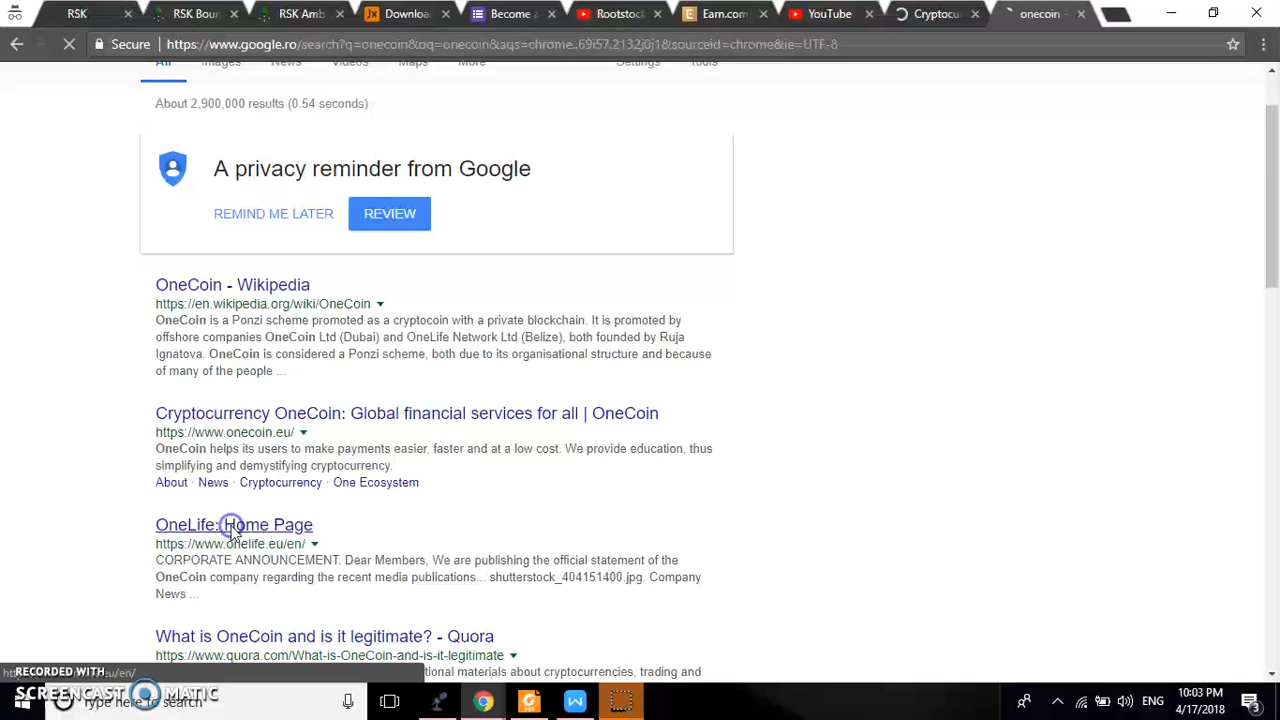 RSK
RSK
RSK Amb
Downloa
Become a
Rootstock
Earn.com
YouTube
Cryptocu
onecoin -
Secure
https://www.google.ro/search?q=onecoin&oq=onecoin&aqs=chrome..69i57.2132j0j1&sourceid=chrome&ie=UTF-8
All Images News Videos Maps More Settings Tools
About 2,900,000 results (0.54 seconds)
A privacy reminder from Google
REMIND ME LATER REVIEW
OneCoin - Wikipedia
https://en.wikipedia.org/wiki/OneCoin
OneCoin is a Ponzi scheme promoted as a cryptocoin with a private blockchain. It is promoted by
offshore companies OneCoin Ltd (Dubai) and OneLife Network Ltd (Belize), both founded by Ruja
Ignatova. OneCoin is considered a Ponzi scheme, both due to its organisational structure and because
of many of the people ...
Cryptocurrency OneCoin: Global financial services for all | OneCoin
https://www.onecoin.eu/
OneCoin helps its users to make payments easier, faster and at a low cost. We provide education, thus
simplifying and demystifying cryptocurrency.
About · News · Cryptocurrency · One Ecosystem
OneLife: Home Page
https://www.onelife.eu/en/
CORPORATE ANNOUNCEMENT. Dear Members, We are publishing the official statement of the
OneCoin company regarding the recent media publications... shutterstock_404151400.jpg. Company
News ...
What is OneCoin and is it legitimate? - Quora
https://www.quora.com/What-is-OneCoin-and-is-it-legitimate
tional materials about cryptocurrencies, trading and
RECORDED WITH
SCREENCAST MATIC
Type here to search
ENG
10:03 PM
4/17/2018
3